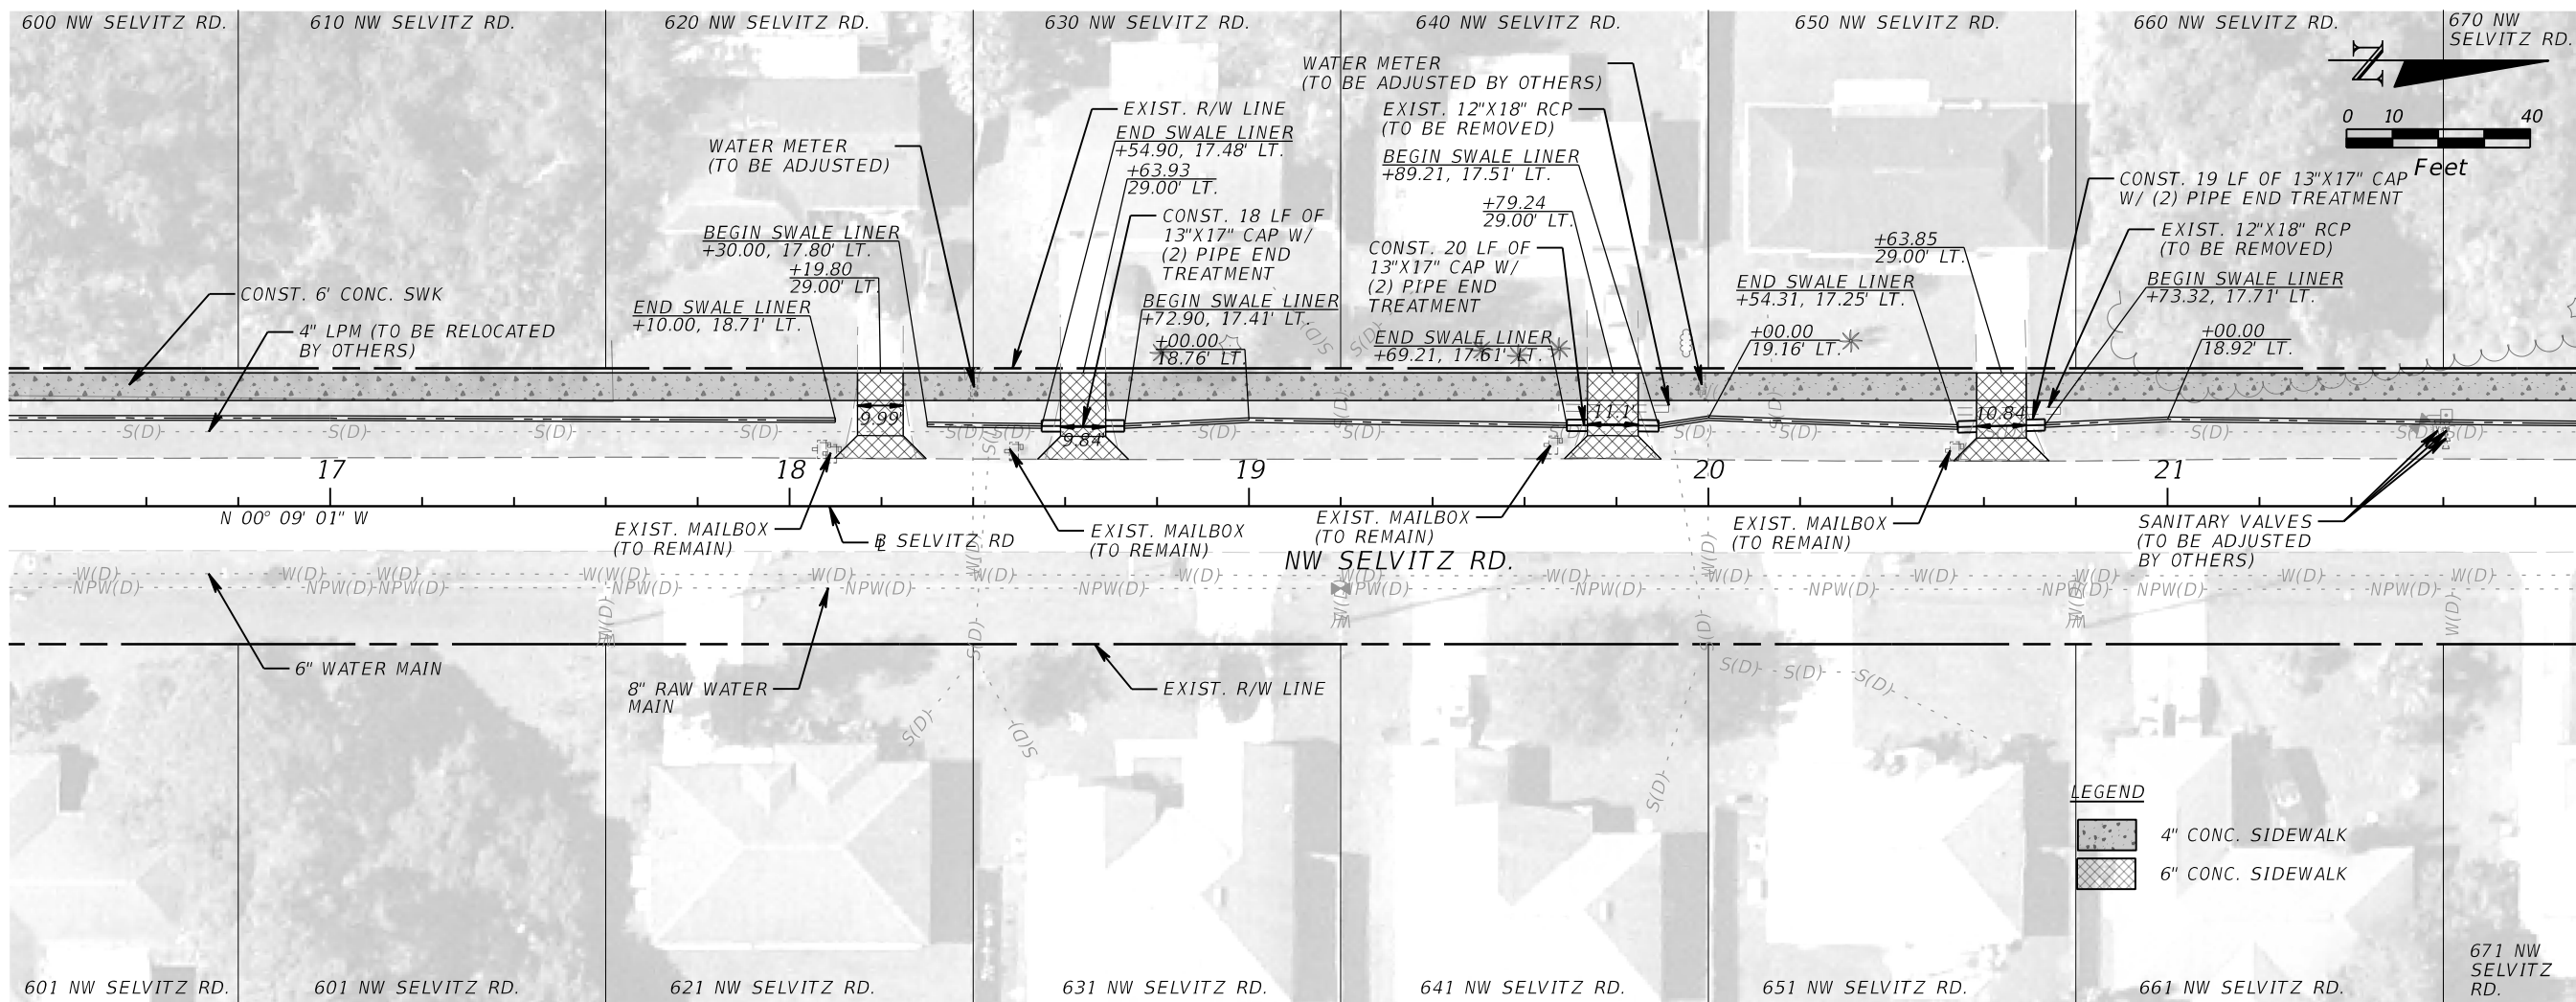 600 NW SELVITZ RD.
610 NW SELVITZ RD.
620 NW SELVITZ RD.
630 NW SELVITZ RD.
640 NW SELVITZ RD.
650 NW SELVITZ RD.
660 NW SELVITZ RD.
670 NW
SELVITZ RD.
N
0 10 40
Feet
WATER METER
(TO BE ADJUSTED BY OTHERS)
EXIST. R/W LINE
END SWALE LINER
+54.90, 17.48' LT.
+63.93
29.00' LT.
CONST. 18 LF OF
13"X17" CAP W/
(2) PIPE END
TREATMENT
BEGIN SWALE LINER
+72.90, 17.41' LT.
+00.00
18.76' LT.
WATER METER
(TO BE ADJUSTED)
BEGIN SWALE LINER
+30.00, 17.80' LT.
+19.80
29.00' LT.
END SWALE LINER
+10.00, 18.71' LT.
CONST. 6' CONC. SWK
4" LPM (TO BE RELOCATED
BY OTHERS)
EXIST. 12"X18" RCP
(TO BE REMOVED)
BEGIN SWALE LINER
+89.21, 17.51' LT.
+79.24
29.00' LT.
CONST. 20 LF OF
13"X17" CAP W/
(2) PIPE END
TREATMENT
END SWALE LINER
+69.21, 17.61' LT.
+63.85
29.00' LT.
END SWALE LINER
+54.31, 17.25' LT.
+00.00
19.16' LT.
CONST. 19 LF OF 13"X17" CAP
W/ (2) PIPE END TREATMENT
EXIST. 12"X18" RCP
(TO BE REMOVED)
BEGIN SWALE LINER
+73.32, 17.71' LT.
+00.00
18.92' LT.
S(D)
S(D)
9.99'
9.84'
11.1'
10.84'
S(D) S(D) S(D) S(D) S(D) S(D) S(D) S(D) S(D) S(D) S(D) S(D) S(D) S(D)
S(D)
S(D)
S(D)
17 18 19 20 21
N 00° 09' 01" W
EXIST. MAILBOX
(TO REMAIN)
BL SELVITZ RD
EXIST. MAILBOX
(TO REMAIN)
EXIST. MAILBOX
(TO REMAIN)
EXIST. MAILBOX
(TO REMAIN)
SANITARY VALVES
(TO BE ADJUSTED
BY OTHERS)
NW SELVITZ RD.
W(D) W(D) W(D) W(W(D) W(D) W(D) W(D) W(D) W(D) W(D) W(D) W(D) W(D) W(D)
NPW(D) NPW(D) NPW(D) NPW(D) NPW(D) NPW(D) NPW(D) NPW(D) NPW(D) NPW(D) NPW(D) NPW(D)
W(D)
W(D)
W(D)
W(D)
W(D)
W(D)
6" WATER MAIN
8" RAW WATER
MAIN
EXIST. R/W LINE
S(D)
S(D)
S(D)
S(D)
S(D) S(D) S(D)
S(D)
LEGEND
4" CONC. SIDEWALK
6" CONC. SIDEWALK
601 NW SELVITZ RD.
601 NW SELVITZ RD.
621 NW SELVITZ RD.
631 NW SELVITZ RD.
641 NW SELVITZ RD.
651 NW SELVITZ RD.
661 NW SELVITZ RD.
671 NW
SELVITZ
RD.